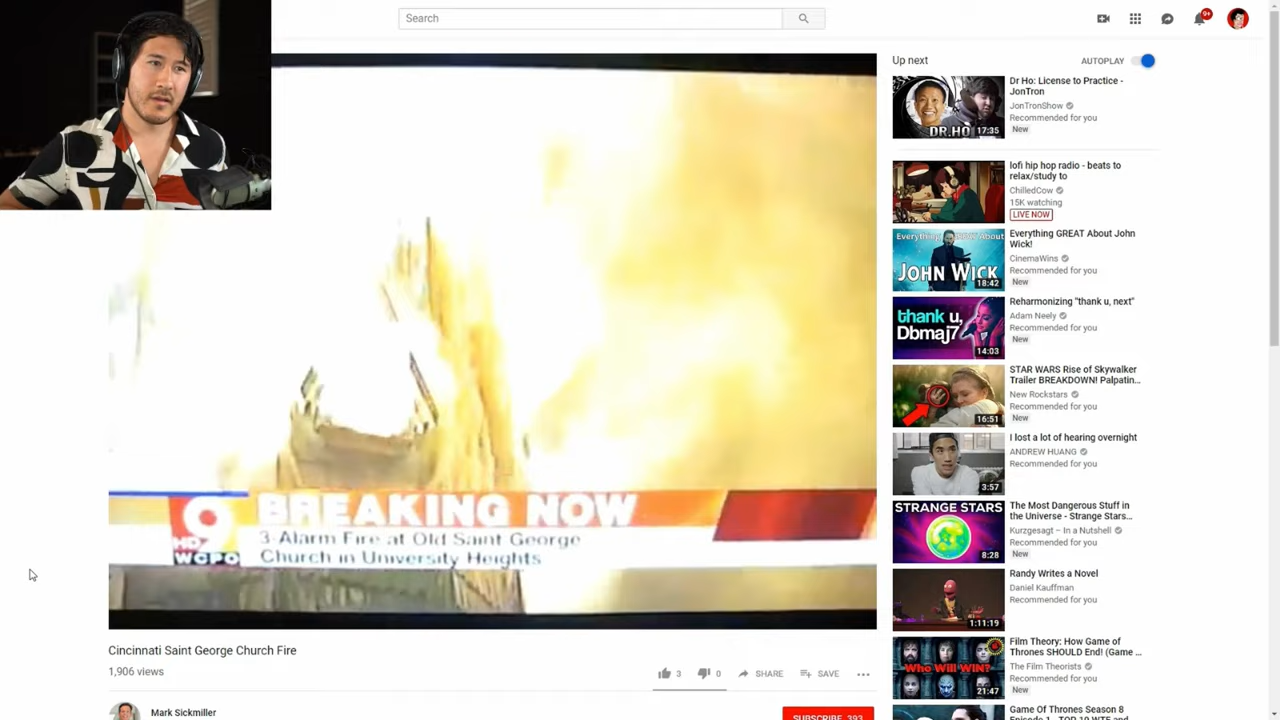 Search
9+
Up next
AUTOPLAY
DR.HO
17:35
Dr Ho: License to Practice -
JonTron
JonTronShow
Recommended for you
New
lofi hip hop radio - beats to
relax/study to
ChilledCow
15K watching
LIVE NOW
Everything GREAT About
JOHN WICK
18:42
Everything GREAT About John
Wick!
CinemaWins
Recommended for you
New
thank u,
Dbmaj7
14:03
Reharmonizing "thank u, next"
Adam Neely
Recommended for you
New
16:51
STAR WARS Rise of Skywalker
Trailer BREAKDOWN! Palpatin...
New Rockstars
Recommended for you
New
3:57
I lost a lot of hearing overnight
ANDREW HUANG
Recommended for you
STRANGE STARS
8:28
The Most Dangerous Stuff in
the Universe - Strange Stars...
Kurzgesagt – In a Nutshell
Recommended for you
New
1:11:19
Randy Writes a Novel
Daniel Kauffman
Recommended for you
Who Will WIN?
21:47
Film Theory: How Game of
Thrones SHOULD End! (Game ...
The Film Theorists
Recommended for you
New
Game Of Thrones Season 8
9
WCPO
BREAKING NOW
3-Alarm Fire at Old Saint George
Church in University Heights
Cincinnati Saint George Church Fire
1,906 views
3
0
SHARE
SAVE
Mark Sickmiller
SUBSCRIBE 393